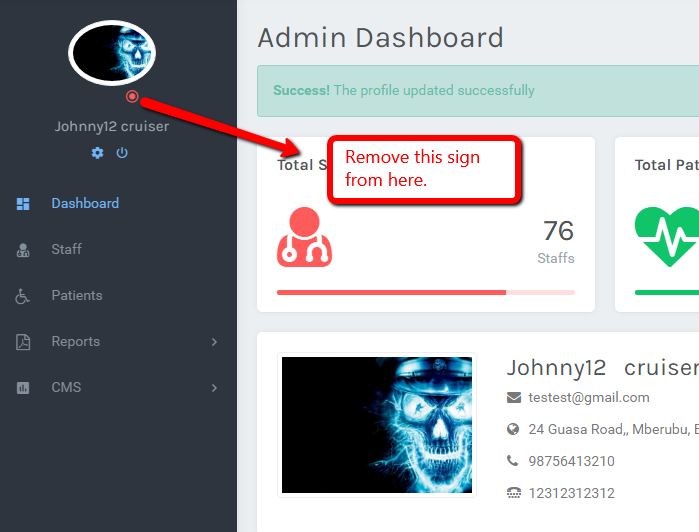 Admin Dashboard
Success! The profile updated successfully
Johnny12 cruiser
Dashboard
Staff
Patients
Reports
CMS
Total S
Remove this sign
from here.
76
Staffs
Total Pat
Johnny12 cruiser
testest@gmail.com
24 Guasa Road,, Mberubu, E
98756413210
12312312312